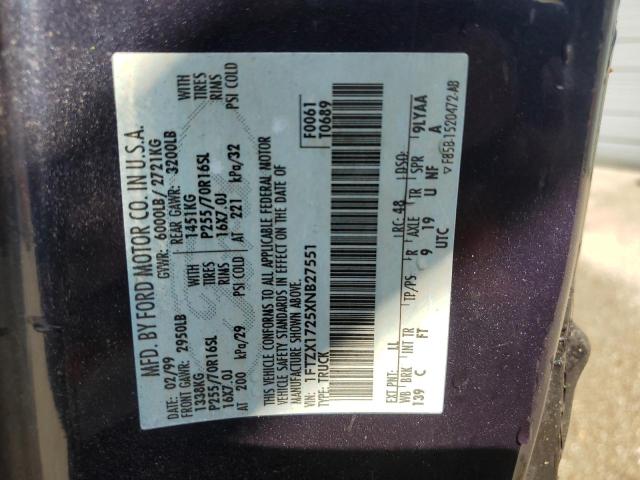 MFD. BY FORD MOTOR CO. IN U.S.A.
DATE: 02/99 GVWR: 6000LB/ 2721KG
FRONT GAWR: 2950LB REAR GAWR: 3200LB
1338KG WITH 1451KG WITH
P255/70R16SL TIRES P255/70R16SL TIRES
16X7.0J RIMS 16X7.0J RIMS
AT 200 kPa/29 PSI COLD AT 221 kPa/32 PSI COLD
THIS VEHICLE CONFORMS TO ALL APPLICABLE FEDERAL MOTOR
VEHICLE SAFETY STANDARDS IN EFFECT ON THE DATE OF
MANUFACTURE SHOWN ABOVE.
VIN: 1FTZX1725XNB27551
TYPE: TRUCK
F0061
T0689
EXT PNT: LL RC: 48 DSO:
WB BRK INT TR TP/PS R AXLE TR SPR
139 C FT 9 19 U NF 19LYAA A
UTC
▽ F85B-1520472-AB